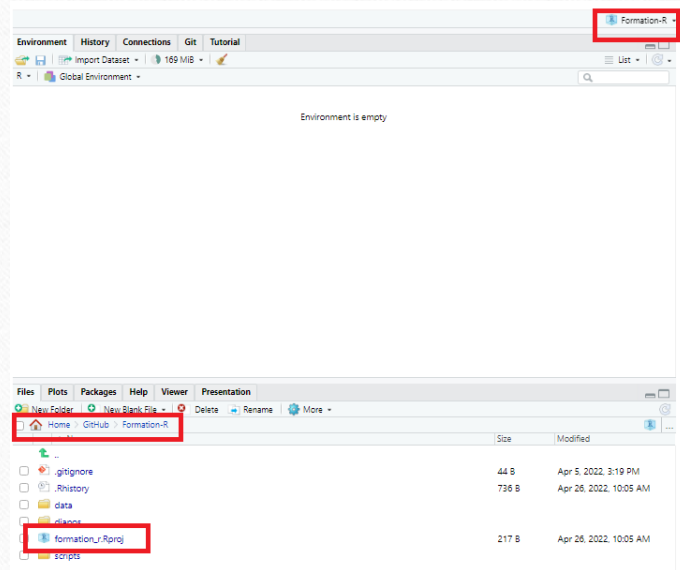 Formation-R
Environment History Connections Git Tutorial
Import Dataset 169 MiB List
R Global Environment
Environment is empty
Files Plots Packages Help Viewer Presentation
New Folder New Blank File Delete Rename More
Home > GitHub > Formation-R ...
Size Modified
..
.gitignore 44 B Apr 5, 2022, 3:19 PM
.Rhistory 736 B Apr 26, 2022, 10:05 AM
data
diapos
formation_r.Rproj 217 B Apr 26, 2022, 10:05 AM
scripts